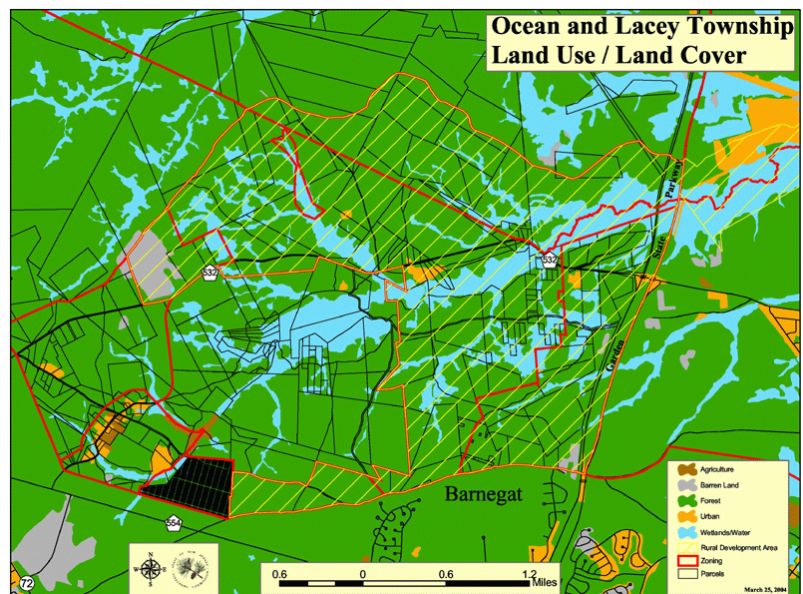 Ocean and Lacey Township
Land Use / Land Cover
Parkway
State
Garden
532
532
554
72
Barnegat
Agriculture
Barren Land
Forest
Urban
Wetlands/Water
Rural Development Area
Zoning
Parcels
March 25, 2004
N
W
E
S
0.6
0
0.6
1.2
Miles